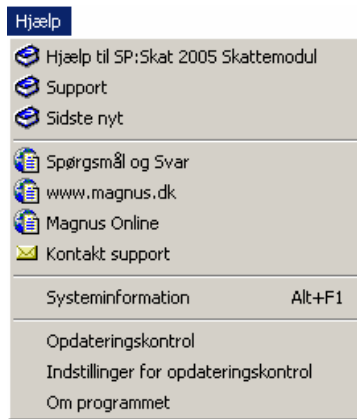 Hjælp
Hjælp til SP:Skat 2005 Skattemodul
Support
Sidste nyt
Spørgsmål og Svar
www.magnus.dk
Magnus Online
Kontakt support
Systeminformation Alt+F1
Opdateringskontrol
Indstillinger for opdateringskontrol
Om programmet